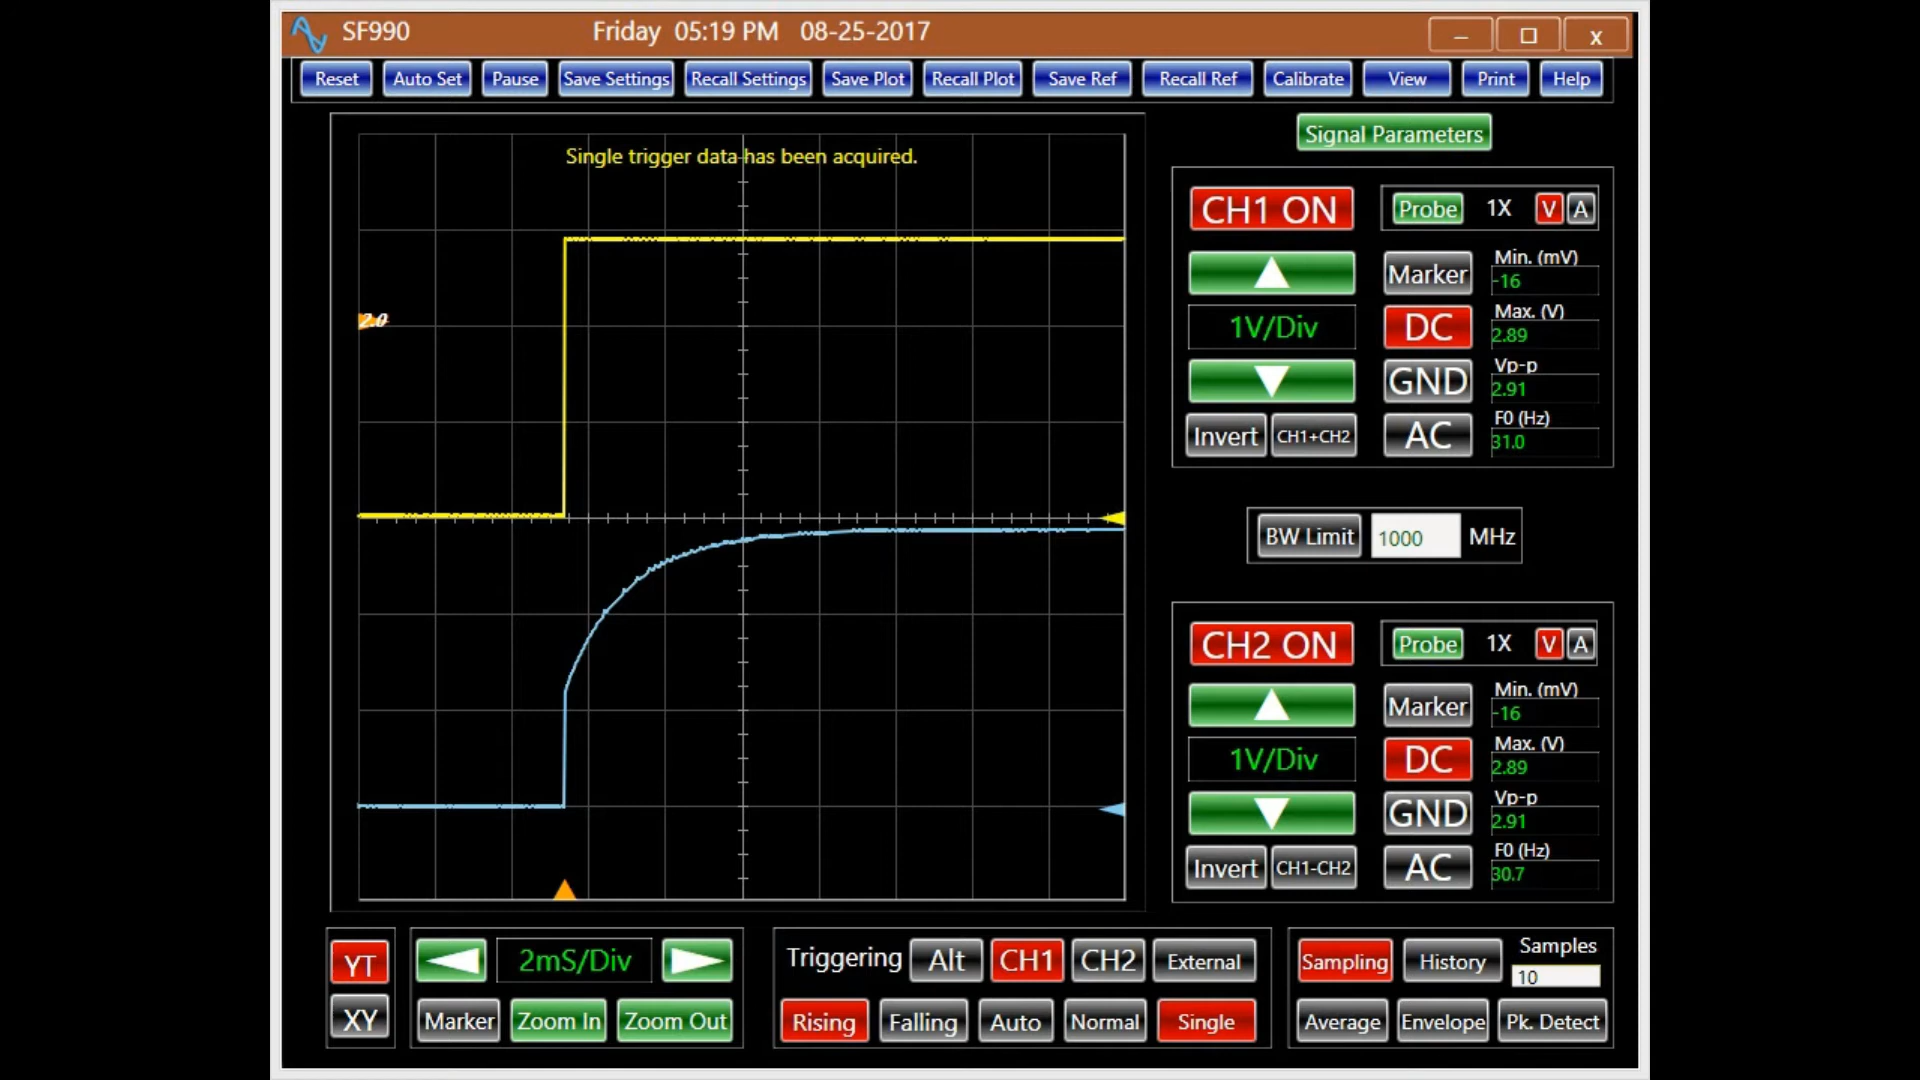 SF990 Friday 05:19 PM 08-25-2017
– □ x
Reset Auto Set Pause Save Settings Recall Settings Save Plot Recall Plot Save Ref Recall Ref Calibrate View Print Help
Single trigger data has been acquired.
2.0
Signal Parameters
CH1 ON Probe 1X V A
Marker Min. (mV)
-16
1V/Div DC Max. (V)
2.89
GND Vp-p
2.91
Invert CH1+CH2 AC F0 (Hz)
31.0
BW Limit 1000 MHz
CH2 ON Probe 1X V A
Marker Min. (mV)
-16
1V/Div DC Max. (V)
2.89
GND Vp-p
2.91
Invert CH1-CH2 AC F0 (Hz)
30.7
YT 2mS/Div
XY Marker Zoom In Zoom Out
Triggering Alt CH1 CH2 External
Rising Falling Auto Normal Single
Sampling History Samples
10
Average Envelope Pk. Detect